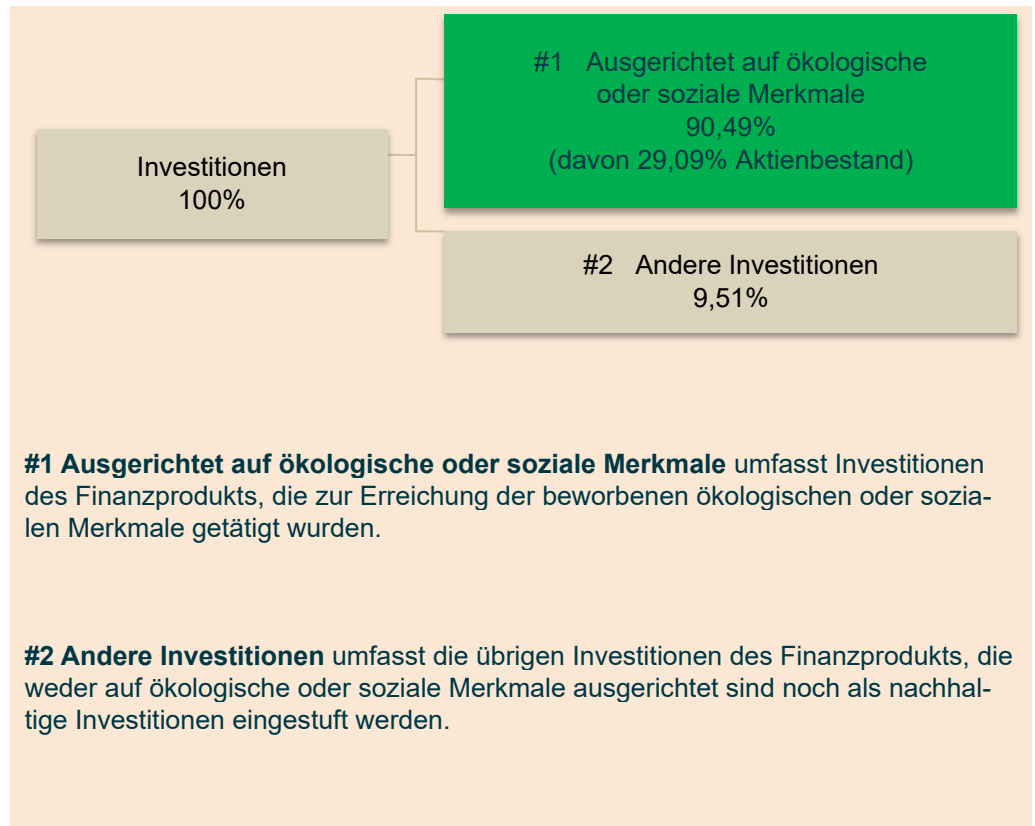 #1 Ausgerichtet auf ökologische
oder soziale Merkmale
90,49%
(davon 29,09% Aktienbestand)
Investitionen
100%
#2 Andere Investitionen
9,51%
#1 Ausgerichtet auf ökologische oder soziale Merkmale umfasst Investitionen
des Finanzprodukts, die zur Erreichung der beworbenen ökologischen oder sozia-
len Merkmale getätigt wurden.
#2 Andere Investitionen umfasst die übrigen Investitionen des Finanzprodukts, die
weder auf ökologische oder soziale Merkmale ausgerichtet sind noch als nachhal-
tige Investitionen eingestuft werden.